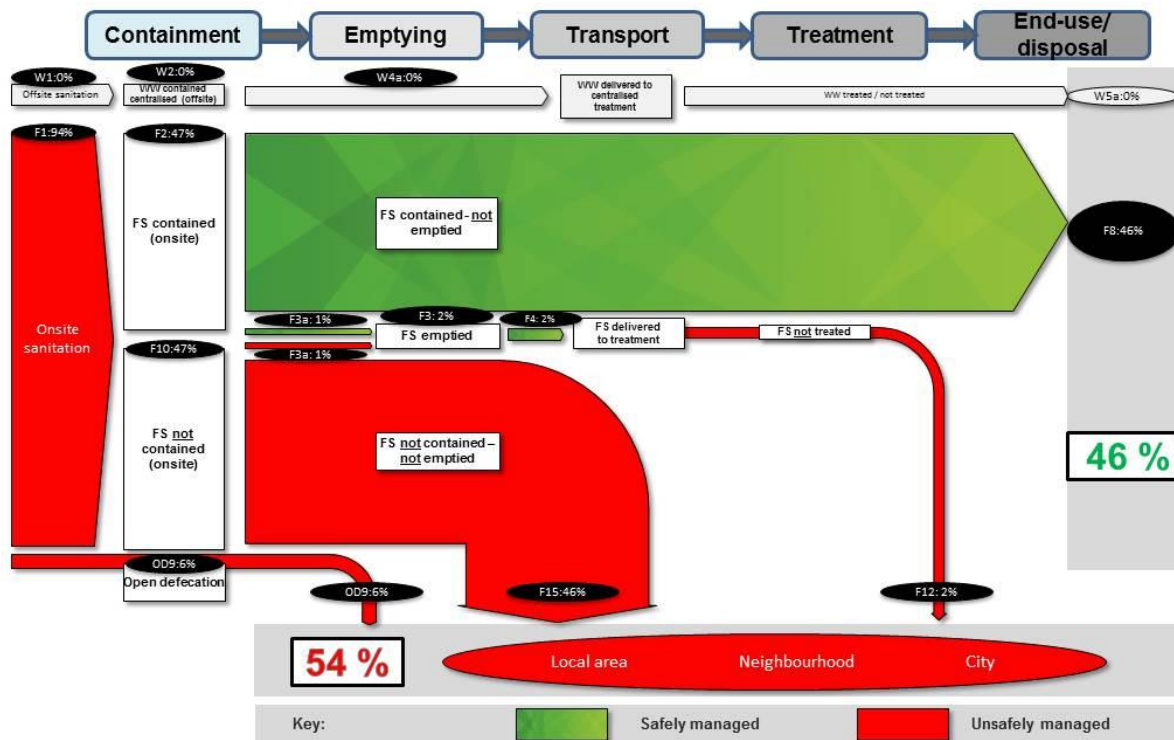 Containment
Emptying
Transport
Treatment
End-use/
disposal
W1:0%
Offsite sanitation
W2:0%
WW contained
centralised (offsite)
W4a:0%
WW delivered to
centralised
treatment
WW treated / not treated
W5a:0%
F1:94%
F2:47%
FS contained
(onsite)
FS contained - not
emptied
F8:46%
Onsite
sanitation
F3a: 1%
F3: 2%
FS emptied
F4: 2%
FS delivered
to treatment
FS not treated
F10:47%
F3a: 1%
FS not
contained
(onsite)
FS not contained –
not emptied
46 %
OD9:6%
Open defecation
OD9:6%
F15:46%
F12: 2%
54 %
Local area
Neighbourhood
City
Key:
Safely managed
Unsafely managed